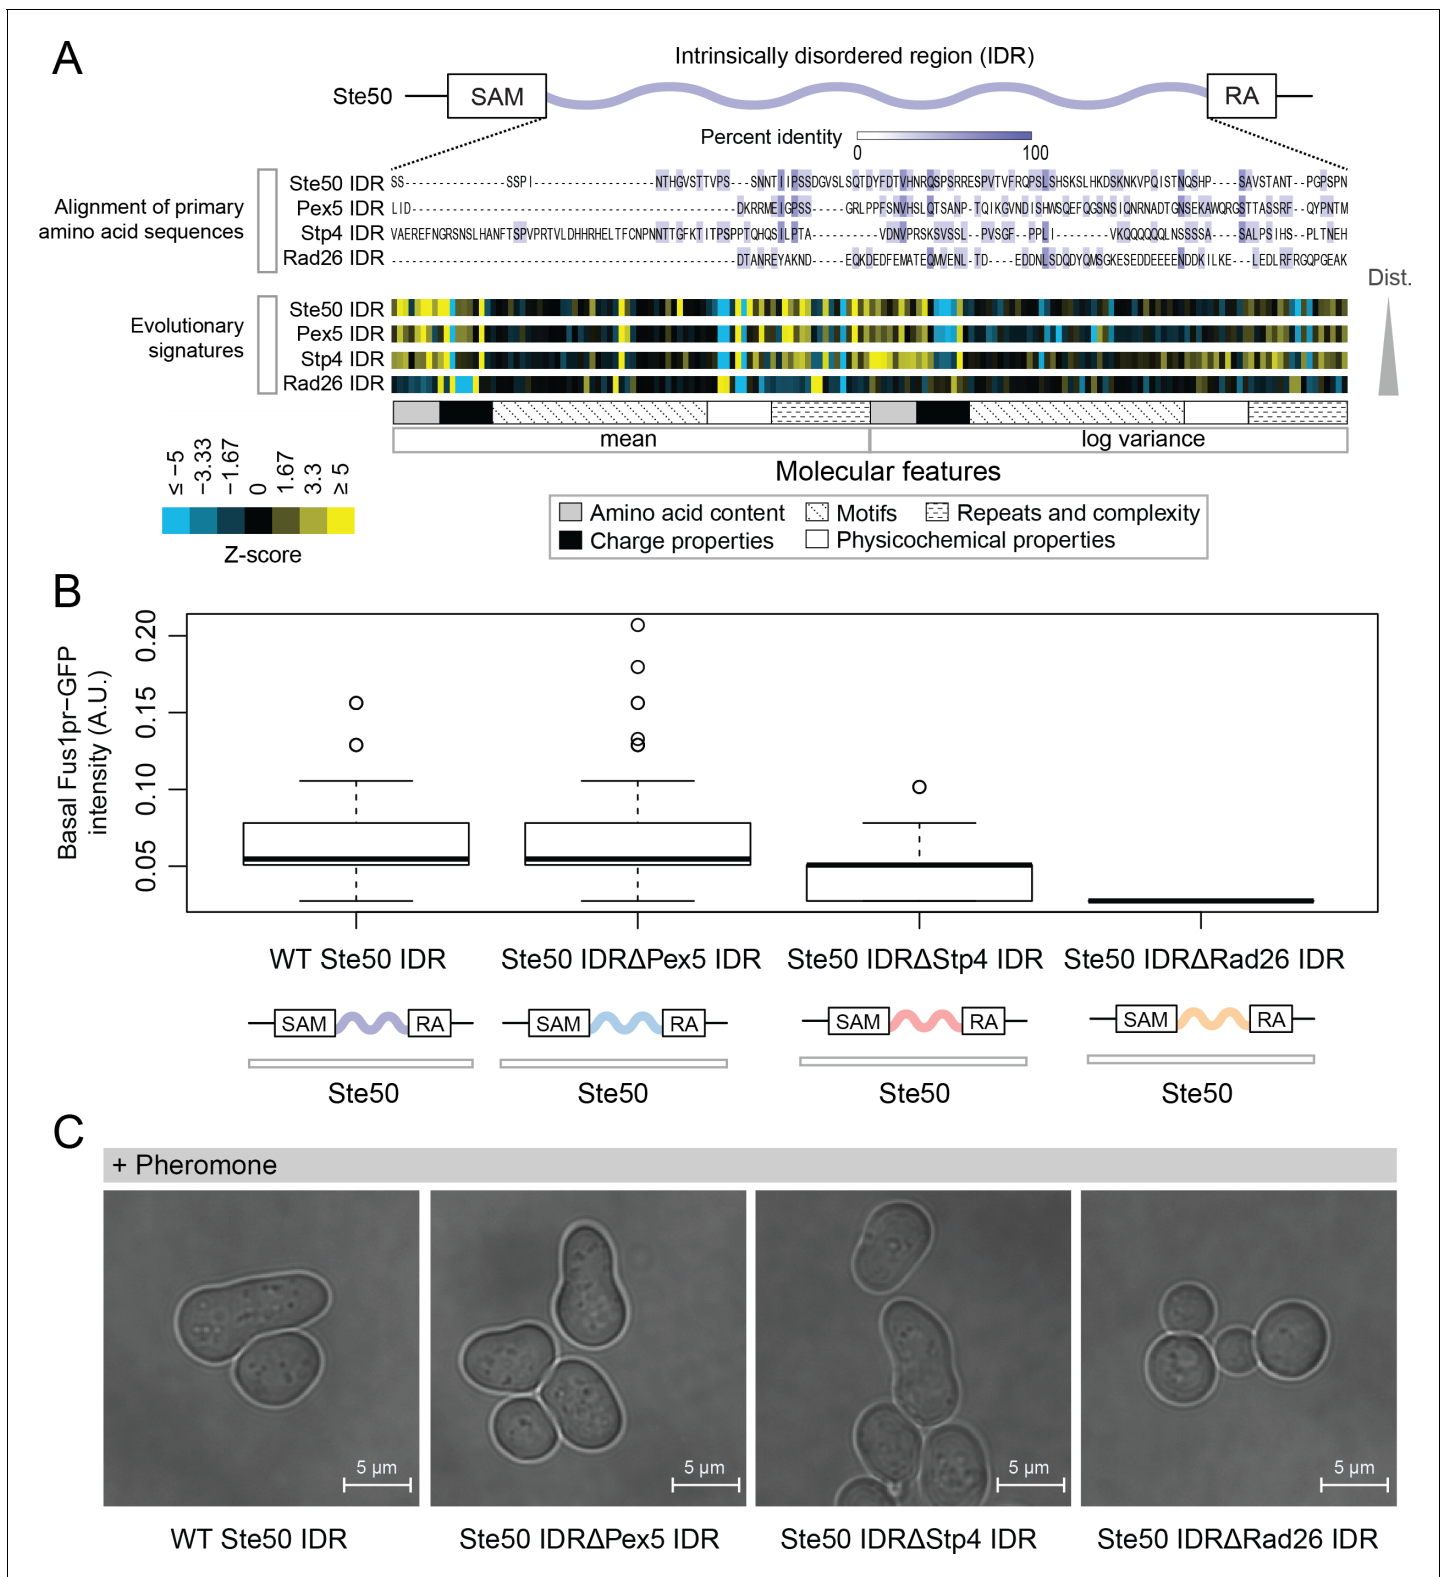 A
Intrinsically disordered region (IDR)
Ste50
SAM
RA
Percent identity
0
100
Alignment of primary
amino acid sequences
Ste50 IDR
Pex5 IDR
Stp4 IDR
Rad26 IDR
Dist.
Evolutionary
signatures
Ste50 IDR
Pex5 IDR
Stp4 IDR
Rad26 IDR
mean
log variance
Molecular features
≤ −5
−3.33
−1.67
0
1.67
3.3
≥ 5
Z-score
Amino acid content
Motifs
Repeats and complexity
Charge properties
Physicochemical properties
B
Basal Fus1pr−GFP
intensity (A.U.)
0.20
0.15
0.10
0.05
WT Ste50 IDR
Ste50 IDRΔPex5 IDR
Ste50 IDRΔStp4 IDR
Ste50 IDRΔRad26 IDR
SAM RA
SAM RA
SAM RA
SAM RA
Ste50
Ste50
Ste50
Ste50
C
+ Pheromone
5 µm
5 µm
5 µm
5 µm
WT Ste50 IDR
Ste50 IDRΔPex5 IDR
Ste50 IDRΔStp4 IDR
Ste50 IDRΔRad26 IDR